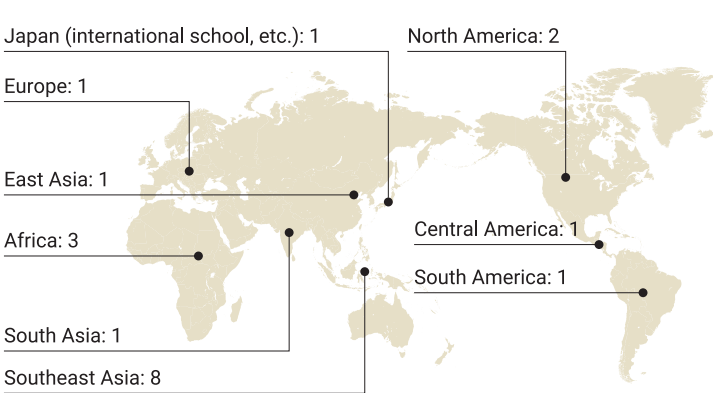 Japan (international school, etc.): 1
North America: 2
Europe: 1
East Asia: 1
Africa: 3
Central America: 1
South America: 1
South Asia: 1
Southeast Asia: 8